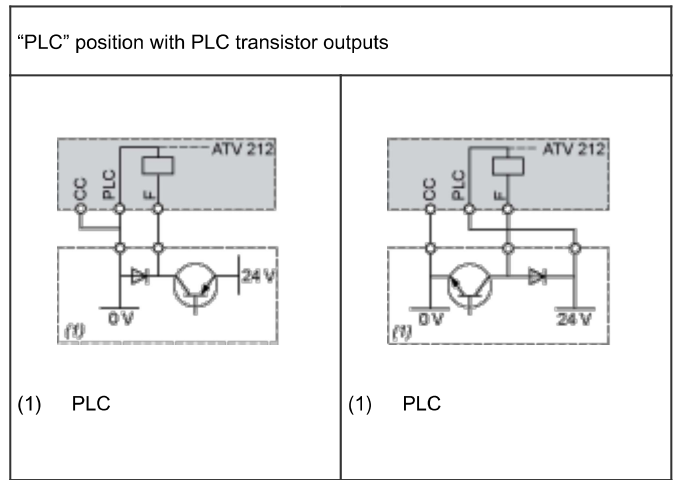 “PLC” position with PLC transistor outputs
ATV 212
CC
PLC
F
24 V
0 V
(1)
(1) PLC
ATV 212
CC
PLC
F
0 V
24 V
(1)
(1) PLC